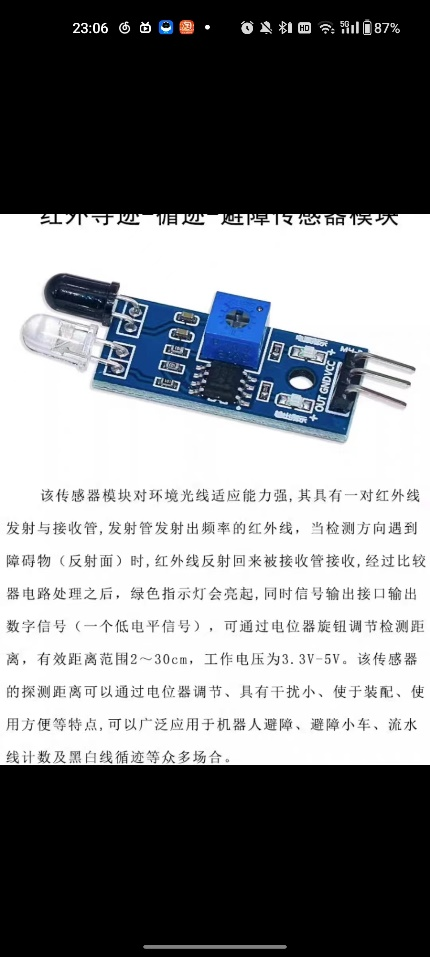 23:06
HD
5G
87%
红外寻迹-循迹-避障传感器模块
OUT GND VCC
该传感器模块对环境光线适应能力强,其具有一对红外线
发射与接收管,发射管发射出频率的红外线，当检测方向遇到
障碍物（反射面）时,红外线反射回来被接收管接收,经过比较
器电路处理之后，绿色指示灯会亮起,同时信号输出接口输出
数字信号（一个低电平信号），可通过电位器旋钮调节检测距
离，有效距离范围2～30cm，工作电压为3.3V-5V。该传感器
的探测距离可以通过电位器调节、具有干扰小、使于装配、使
用方便等特点,可以广泛应用于机器人避障、避障小车、流水
线计数及黑白线循迹等众多场合。